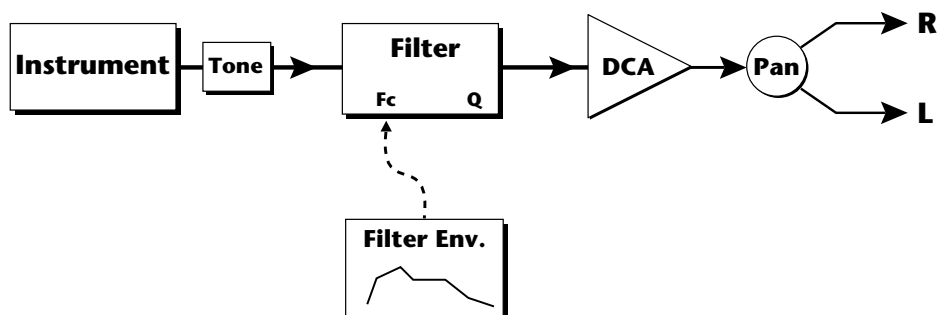 Instrument
Tone
Filter
Fc Q
DCA
Pan
R
L
Filter Env.